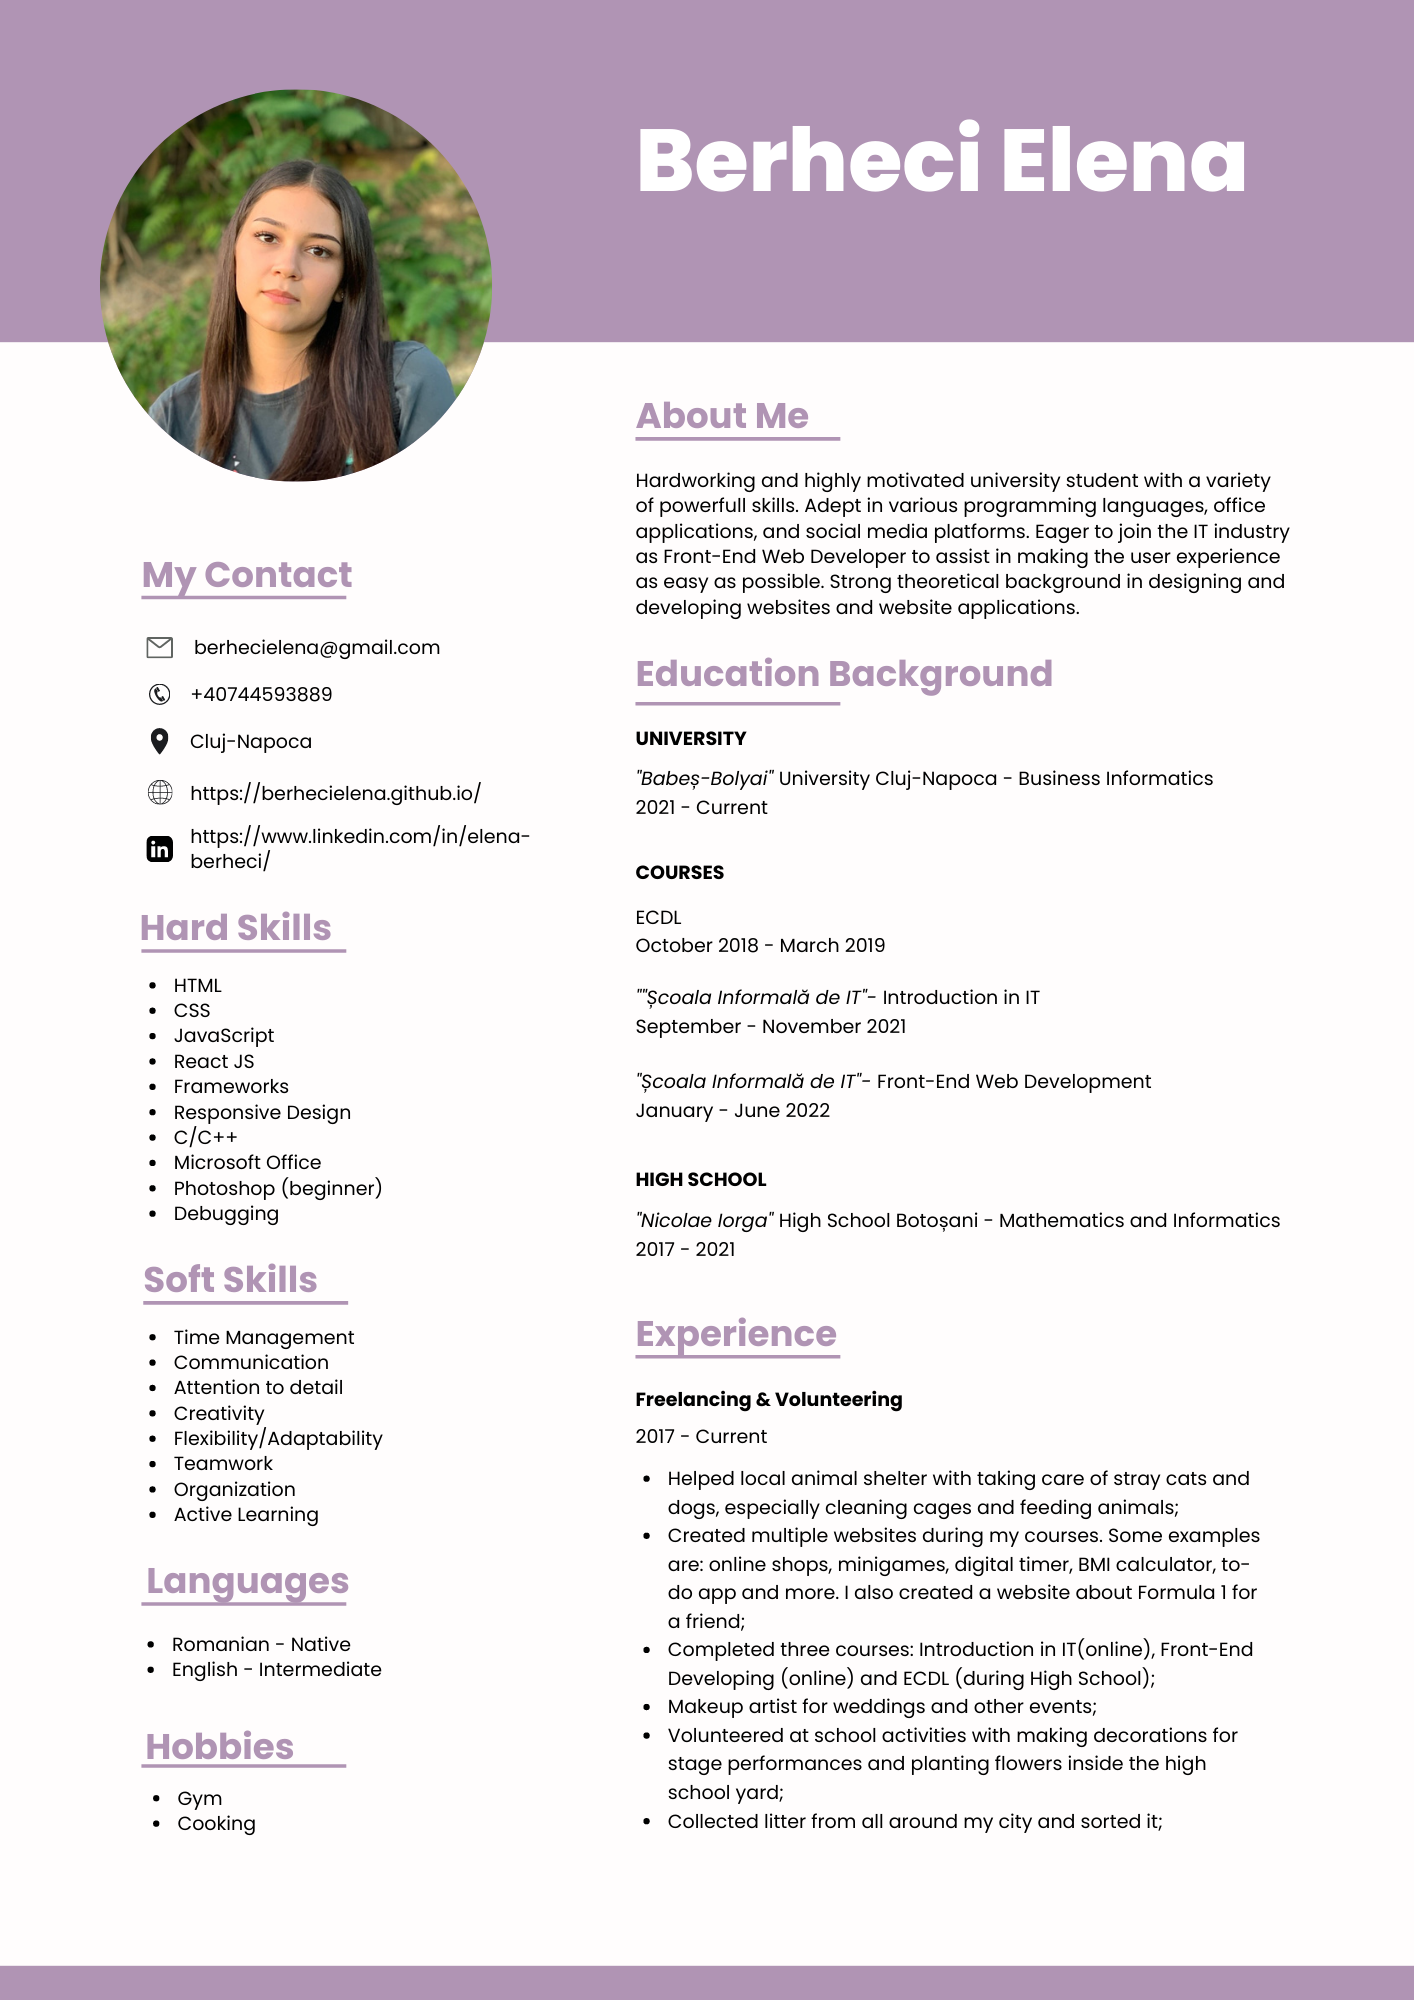 Berheci Elena
My Contact
berhecielena@gmail.com
+40744593889
Cluj-Napoca
https://berhecielena.github.io/
https://www.linkedin.com/in/elena-
berheci/
Hard Skills
• HTML
• CSS
• JavaScript
• React JS
• Frameworks
• Responsive Design
• C/C++
• Microsoft Office
• Photoshop (beginner)
• Debugging
Soft Skills
• Time Management
• Communication
• Attention to detail
• Creativity
• Flexibility/Adaptability
• Teamwork
• Organization
• Active Learning
Languages
• Romanian - Native
• English - Intermediate
Hobbies
• Gym
• Cooking
About Me
Hardworking and highly motivated university student with a variety
of powerfull skills. Adept in various programming languages, office
applications, and social media platforms. Eager to join the IT industry
as Front-End Web Developer to assist in making the user experience
as easy as possible. Strong theoretical background in designing and
developing websites and website applications.
Education Background
UNIVERSITY
"Babeș-Bolyai" University Cluj-Napoca - Business Informatics
2021 - Current
COURSES
ECDL
October 2018 - March 2019
""Școala Informală de IT"- Introduction in IT
September - November 2021
"Școala Informală de IT"- Front-End Web Development
January - June 2022
HIGH SCHOOL
"Nicolae Iorga" High School Botoșani - Mathematics and Informatics
2017 - 2021
Experience
Freelancing & Volunteering
2017 - Current
• Helped local animal shelter with taking care of stray cats and
dogs, especially cleaning cages and feeding animals;
• Created multiple websites during my courses. Some examples
are: online shops, minigames, digital timer, BMI calculator, to-
do app and more. I also created a website about Formula 1 for
a friend;
• Completed three courses: Introduction in IT(online), Front-End
Developing (online) and ECDL (during High School);
• Makeup artist for weddings and other events;
• Volunteered at school activities with making decorations for
stage performances and planting flowers inside the high
school yard;
• Collected litter from all around my city and sorted it;